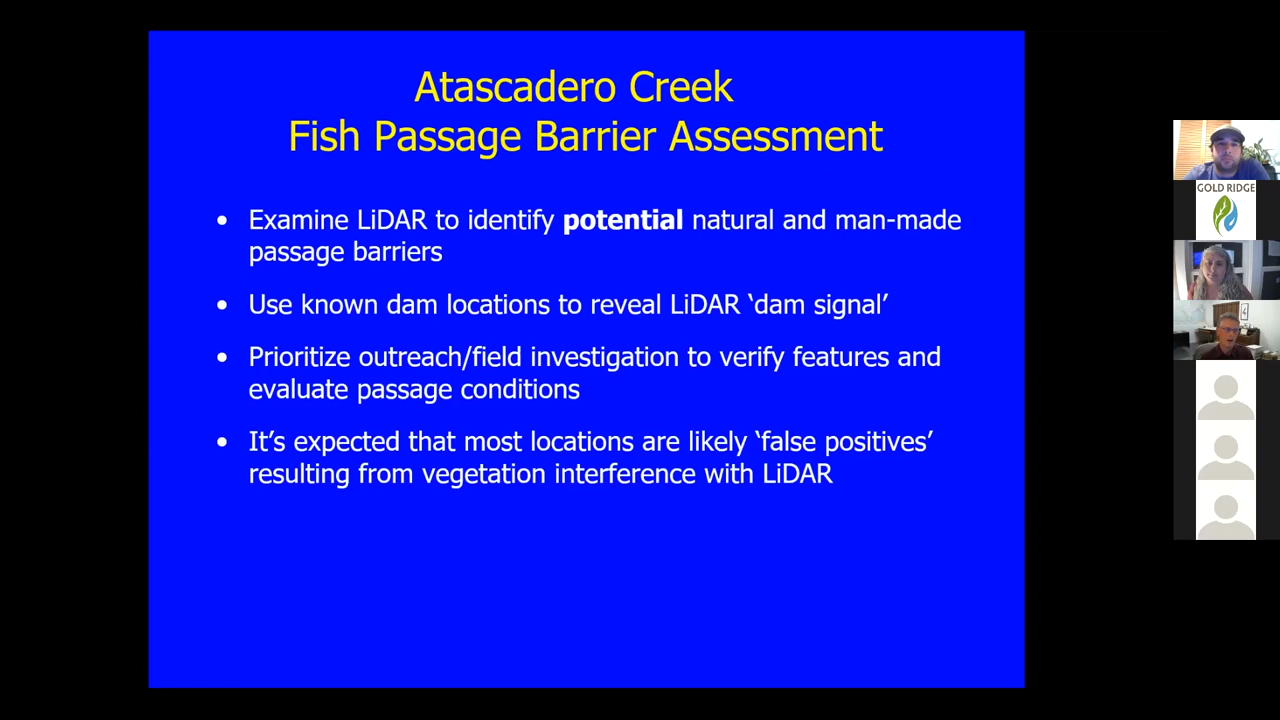 Atascadero Creek
Fish Passage Barrier Assessment
• Examine LiDAR to identify potential natural and man-made
passage barriers
• Use known dam locations to reveal LiDAR ‘dam signal’
• Prioritize outreach/field investigation to verify features and
evaluate passage conditions
• It’s expected that most locations are likely ‘false positives’
resulting from vegetation interference with LiDAR
GOLD RIDGE